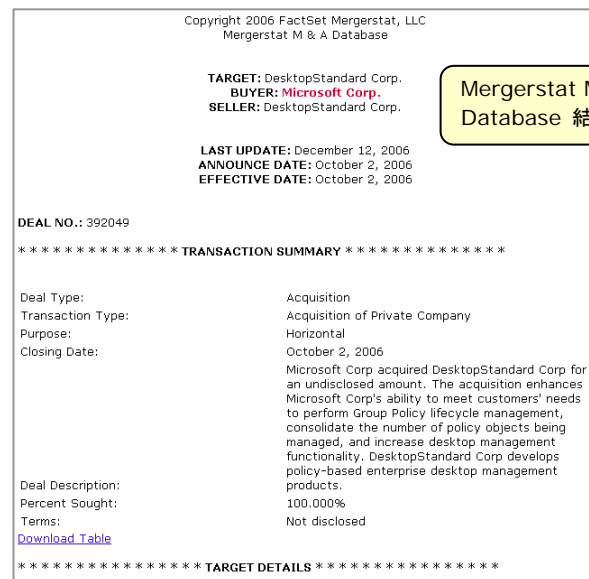 Copyright 2006 FactSet Mergerstat, LLC
Mergerstat M & A Database
TARGET: DesktopStandard Corp.
BUYER: Microsoft Corp.
SELLER: DesktopStandard Corp.
Mergerstat
Database
LAST UPDATE: December 12, 2006
ANNOUNCE DATE: October 2, 2006
EFFECTIVE DATE: October 2, 2006
DEAL NO.: 392049
* * * * * * * * * * * * * * TRANSACTION SUMMARY * * * * * * * * * * * * * *
Deal Type: Acquisition
Transaction Type: Acquisition of Private Company
Purpose: Horizontal
Closing Date: October 2, 2006
Microsoft Corp acquired DesktopStandard Corp for
an undisclosed amount. The acquisition enhances
Microsoft Corp's ability to meet customers' needs
to perform Group Policy lifecycle management,
consolidate the number of policy objects being
managed, and increase desktop management
functionality. DesktopStandard Corp develops
policy-based enterprise desktop management
Deal Description: products.
Percent Sought: 100.000%
Terms: Not disclosed
Download Table
* * * * * * * * * * * * * * * * TARGET DETAILS * * * * * * * * * * * * * * * *